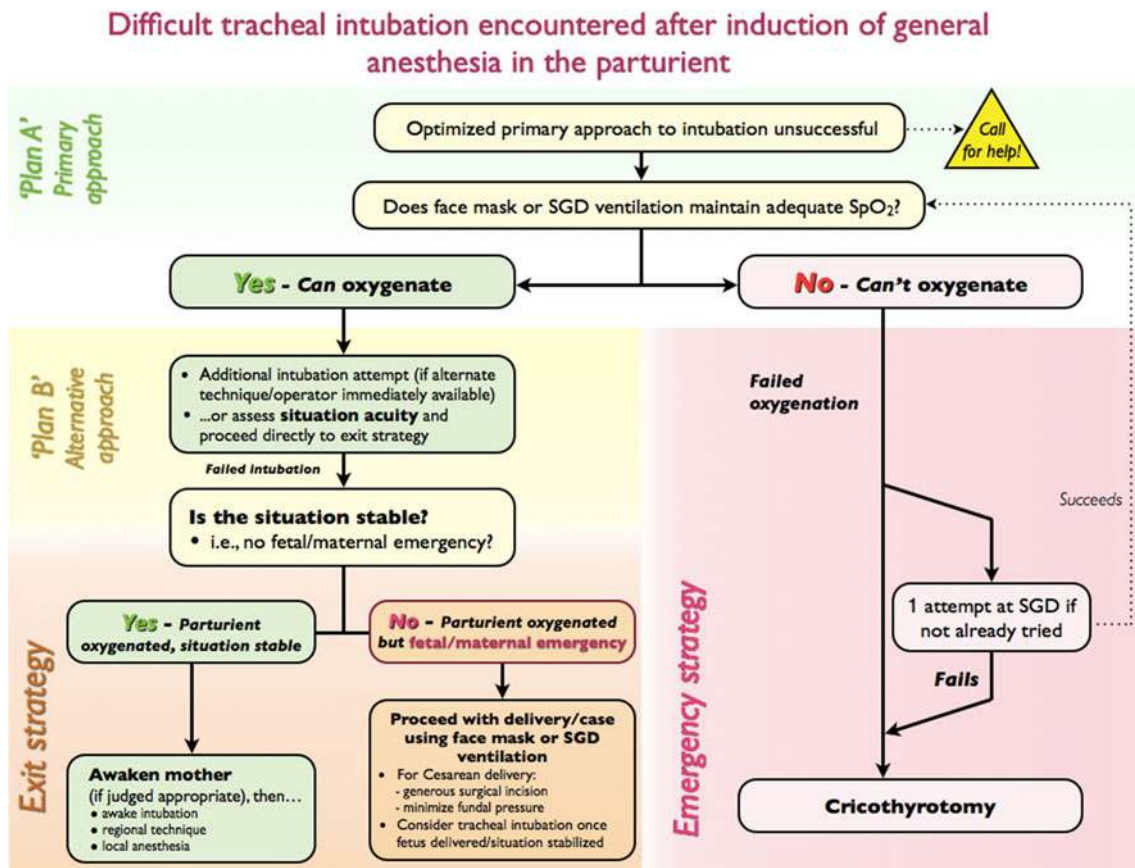 Difficult tracheal intubation encountered after induction of general
anesthesia in the parturient
'Plan A'
Primary
approach
Optimized primary approach to intubation unsuccessful
Call
for help!
Does face mask or SGD ventilation maintain adequate SpO₂?
Yes - Can oxygenate
No - Can't oxygenate
'Plan B'
Alternative
approach
• Additional intubation attempt (if alternate
technique/operator immediately available)
• ...or assess situation acuity and
proceed directly to exit strategy
Failed intubation
Is the situation stable?
• i.e., no fetal/maternal emergency?
Exit strategy
Yes - Parturient
oxygenated, situation stable
No - Parturient oxygenated
but fetal/maternal emergency
Awaken mother
(if judged appropriate), then...
• awake intubation
• regional technique
• local anesthesia
Proceed with delivery/case
using face mask or SGD
ventilation
• For Cesarean delivery:
- generous surgical incision
- minimize fundal pressure
• Consider tracheal intubation once
fetus delivered/situation stabilized
Emergency strategy
Failed
oxygenation
Succeeds
1 attempt at SGD if
not already tried
Fails
Cricothyrotomy